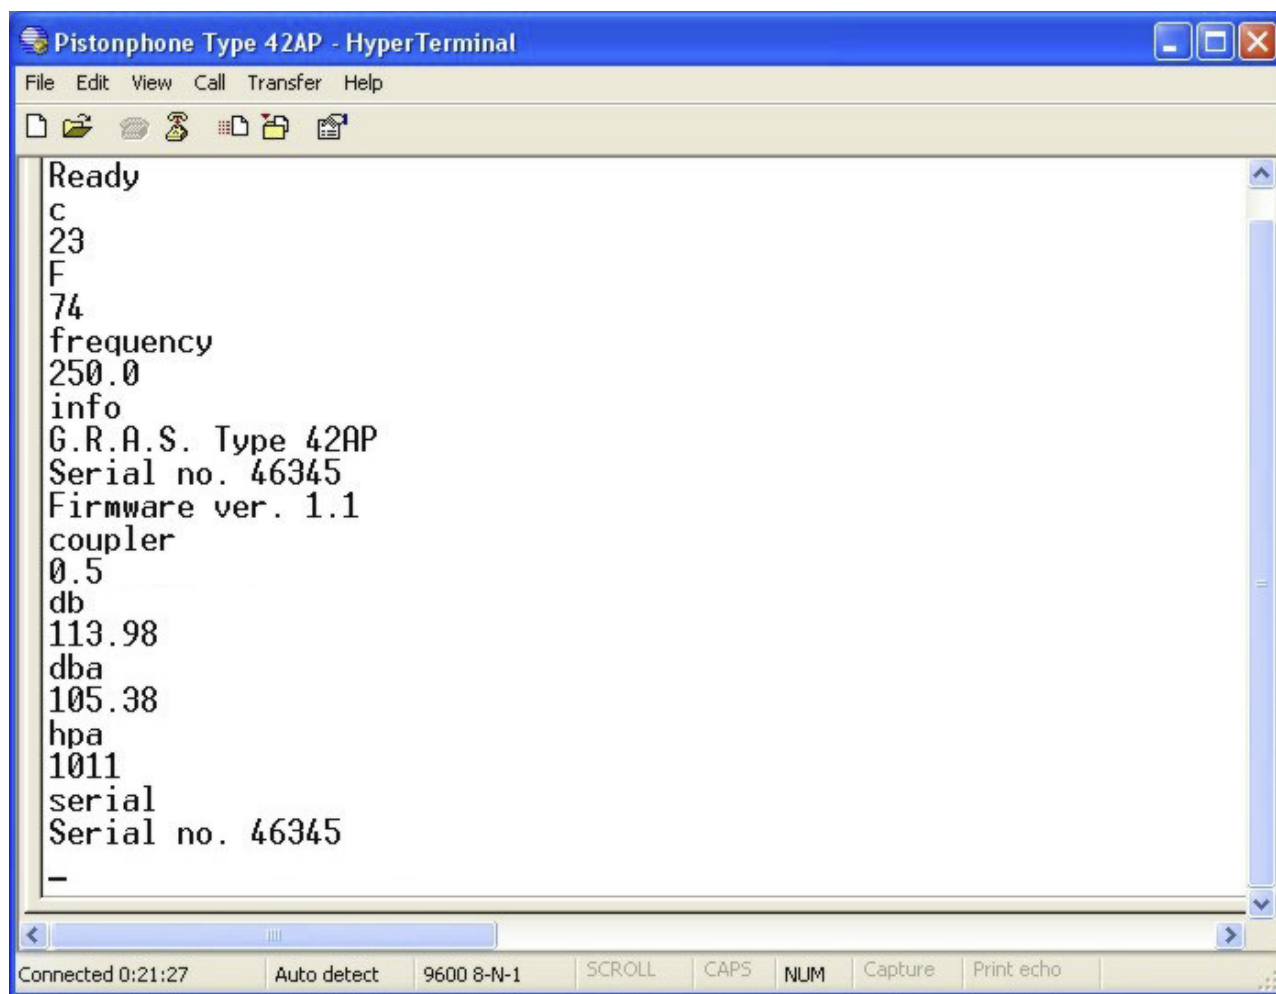 Pistonphone Type 42AP - HyperTerminal
File Edit View Call Transfer Help
Ready
c
23
F
74
frequency
250.0
info
G.R.A.S. Type 42AP
Serial no. 46345
Firmware ver. 1.1
coupler
0.5
db
113.98
dba
105.38
hpa
1011
serial
Serial no. 46345
_
Connected 0:21:27 Auto detect 9600 8-N-1 SCROLL CAPS NUM Capture Print echo